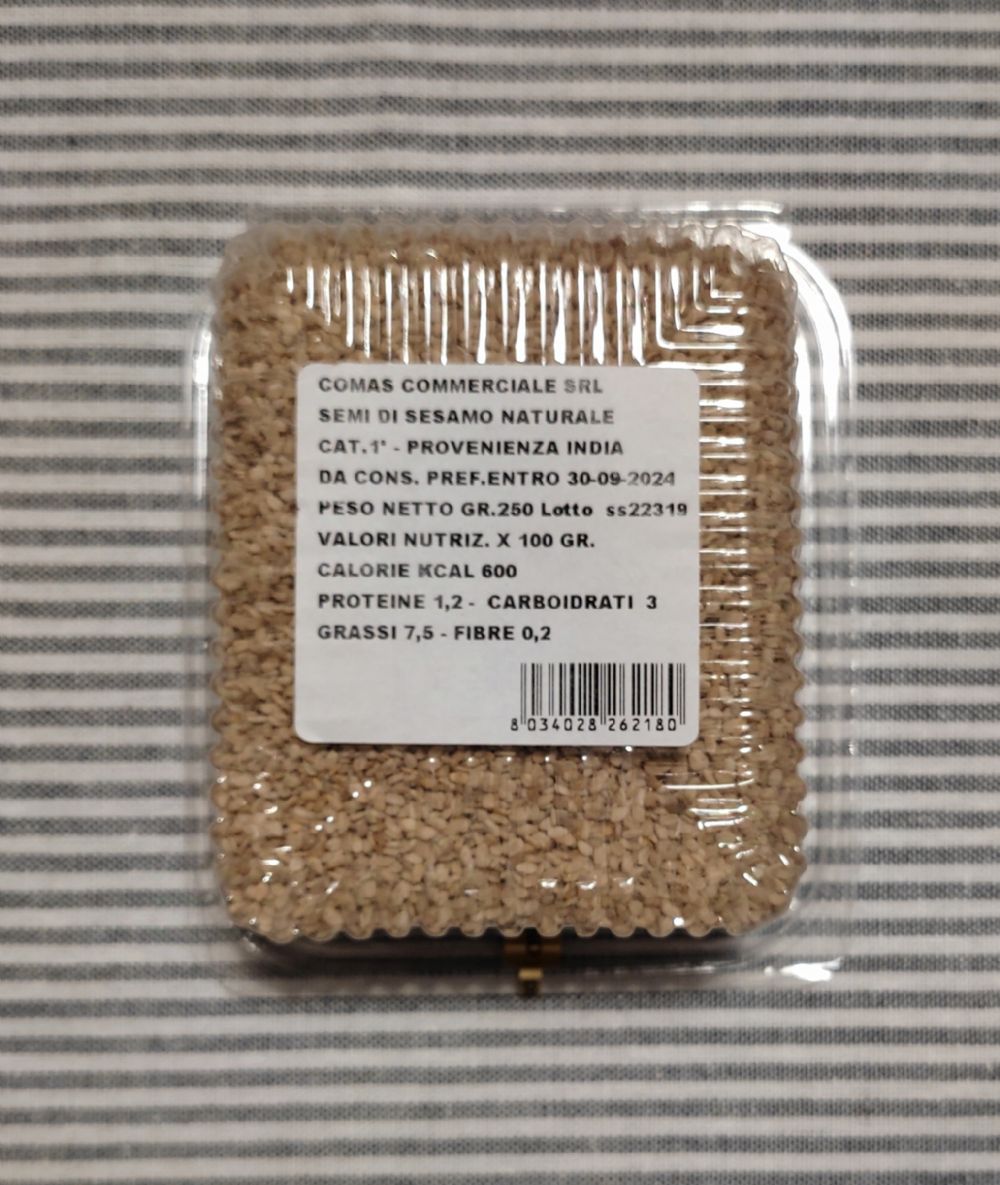 COMAS COMMERCIALE SRL
SEMI DI SESAMO NATURALE
CAT.1° - PROVENIENZA INDIA
DA CONS. PREF.ENTRO 30-09-2024
PESO NETTO GR.250 Lotto ss22319
VALORI NUTRIZ. X 100 GR.
CALORIE KCAL 600
PROTEINE 1,2 - CARBOIDRATI 3
GRASSI 7,5 - FIBRE 0,2
8 034028 262180